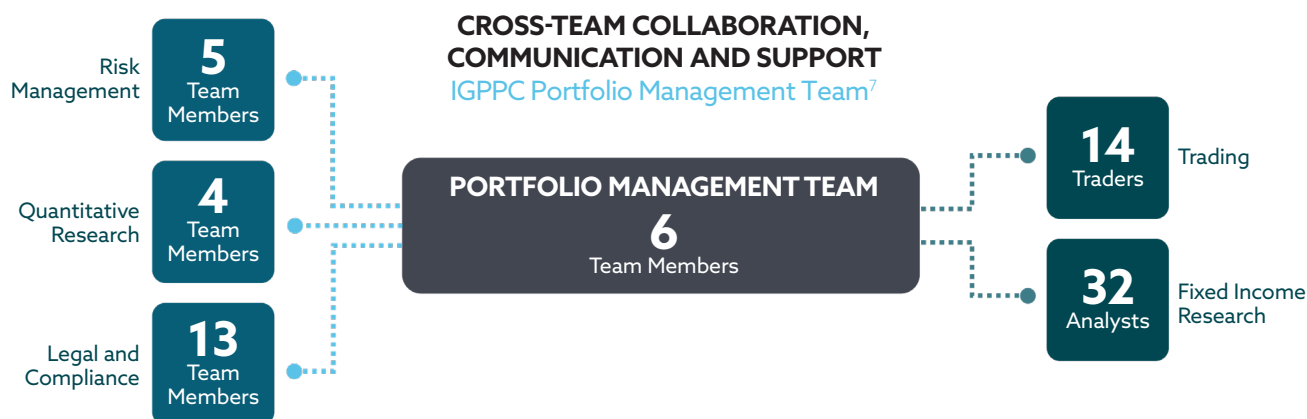 CROSS-TEAM COLLABORATION,
COMMUNICATION AND SUPPORT
IGPPC Portfolio Management Team7
Risk
Management
5
Team
Members
Quantitative
Research
4
Team
Members
Legal and
Compliance
13
Team
Members
PORTFOLIO MANAGEMENT TEAM
6
Team Members
14
Traders
Trading
32
Analysts
Fixed Income
Research